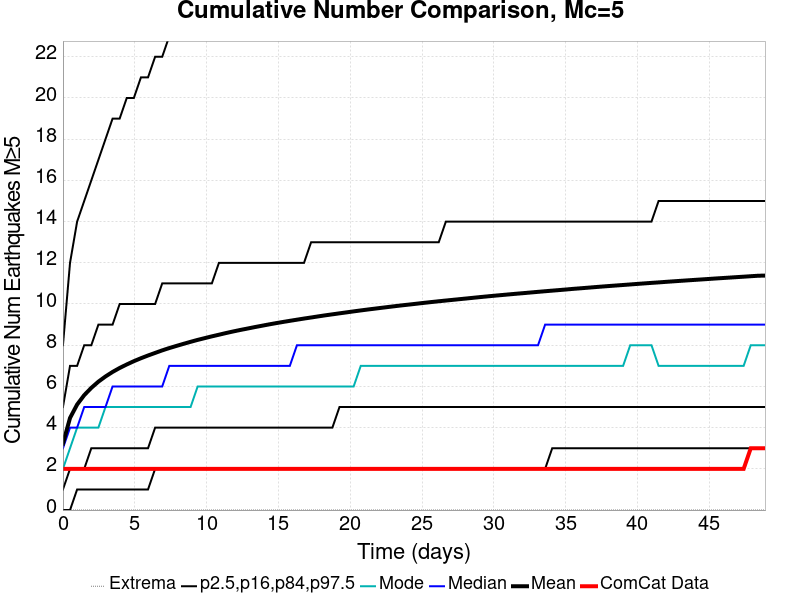 Cumulative Number Comparison, Mc=5
Cumulative Num Earthquakes M≥5
22
20
18
16
14
12
10
8
6
4
2
0
0 5 10 15 20 25 30 35 40 45
Time (days)
Extrema p2.5,p16,p84,p97.5 Mode Median Mean ComCat Data